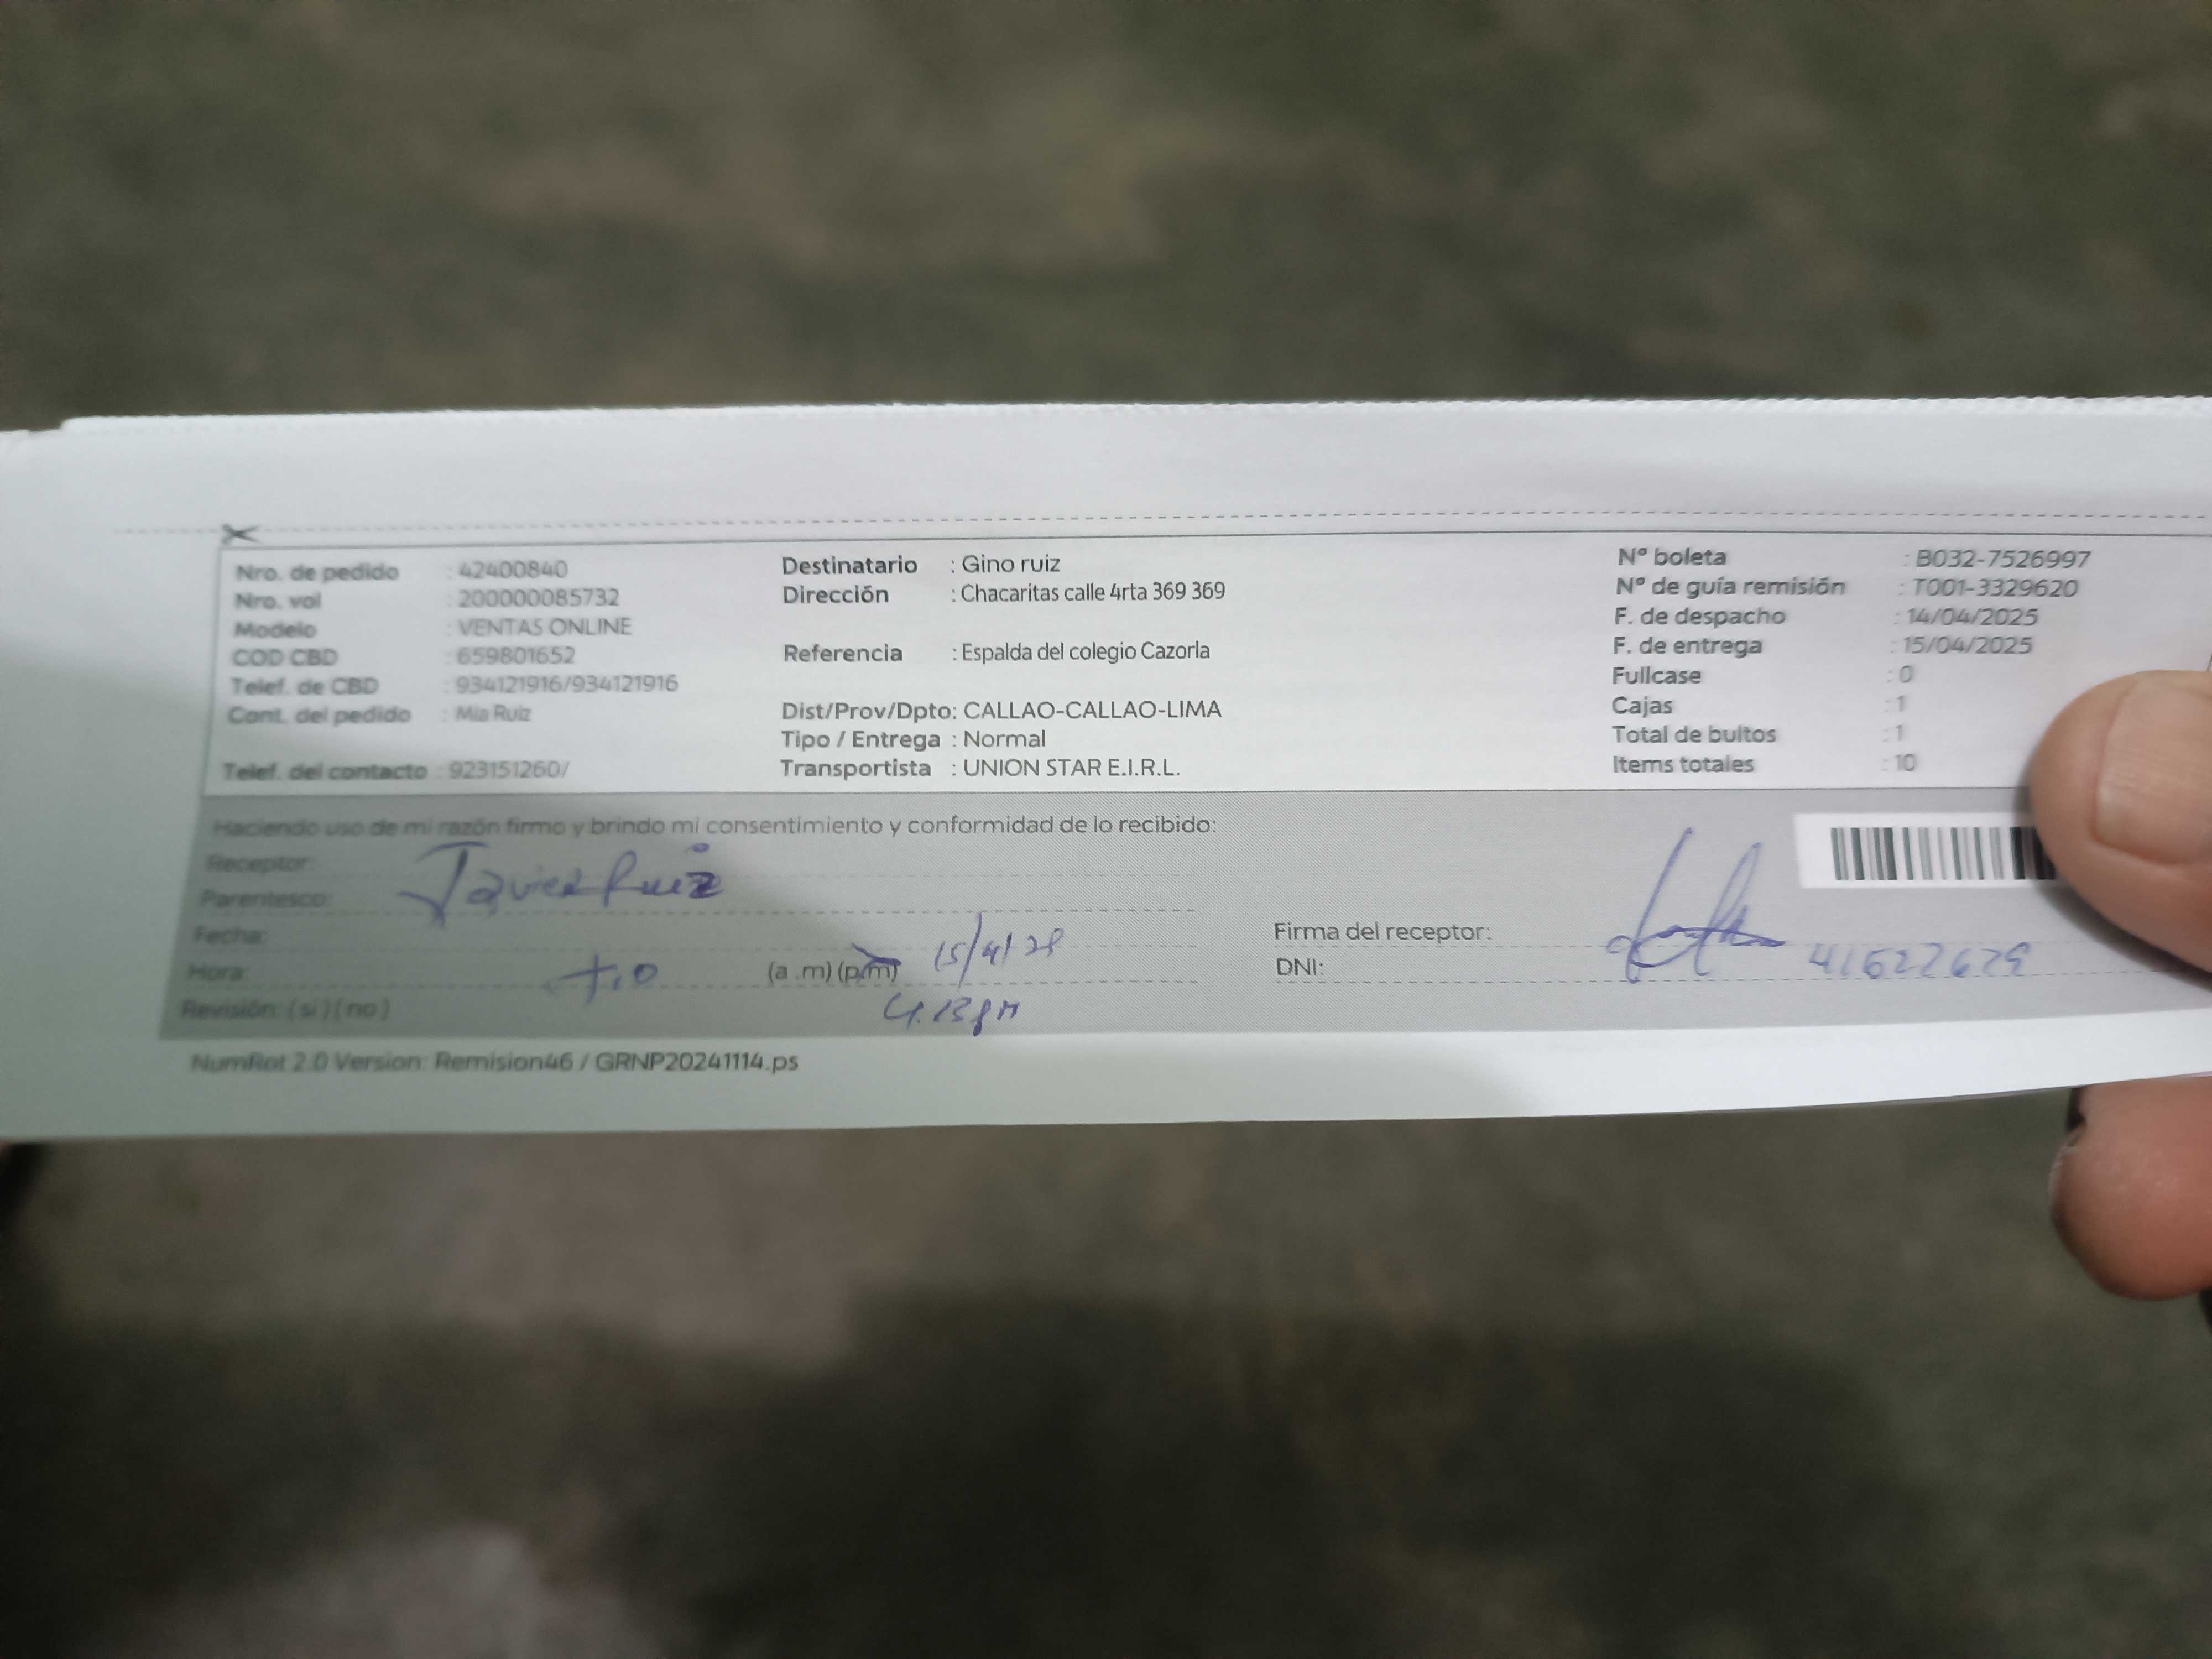 Nro. de pedido : 42400840
Nro. vol : 200000085732
Modelo : VENTAS ONLINE
COD CBD : 659801652
Telef. de CBD : 934121916/934121916
Cont. del pedido : Mia Ruiz
Telef. del contacto : 923151260/
Destinatario : Gino ruiz
Dirección : Chacaritas calle 4rta 369 369
Referencia : Espalda del colegio Cazorla
Dist/Prov/Dpto: CALLAO-CALLAO-LIMA
Tipo / Entrega : Normal
Transportista : UNION STAR E.I.R.L.
Nº boleta : B032-7526997
Nº de guía remisión : T001-3329620
F. de despacho : 14/04/2025
F. de entrega : 15/04/2025
Fullcase : 0
Cajas : 1
Total de bultos : 1
Items totales : 10
Haciendo uso de mi razón firmo y brindo mi consentimiento y conformidad de lo recibido:
Receptor:
Javier Ruiz
Parentesco:
Fecha:
Hora: tio (a .m) (p.m)
4.13 pm
Revisión: ( si ) ( no )
Firma del receptor:
DNI:
NumRot 2.0 Version: Remision46 / GRNP20241114.ps